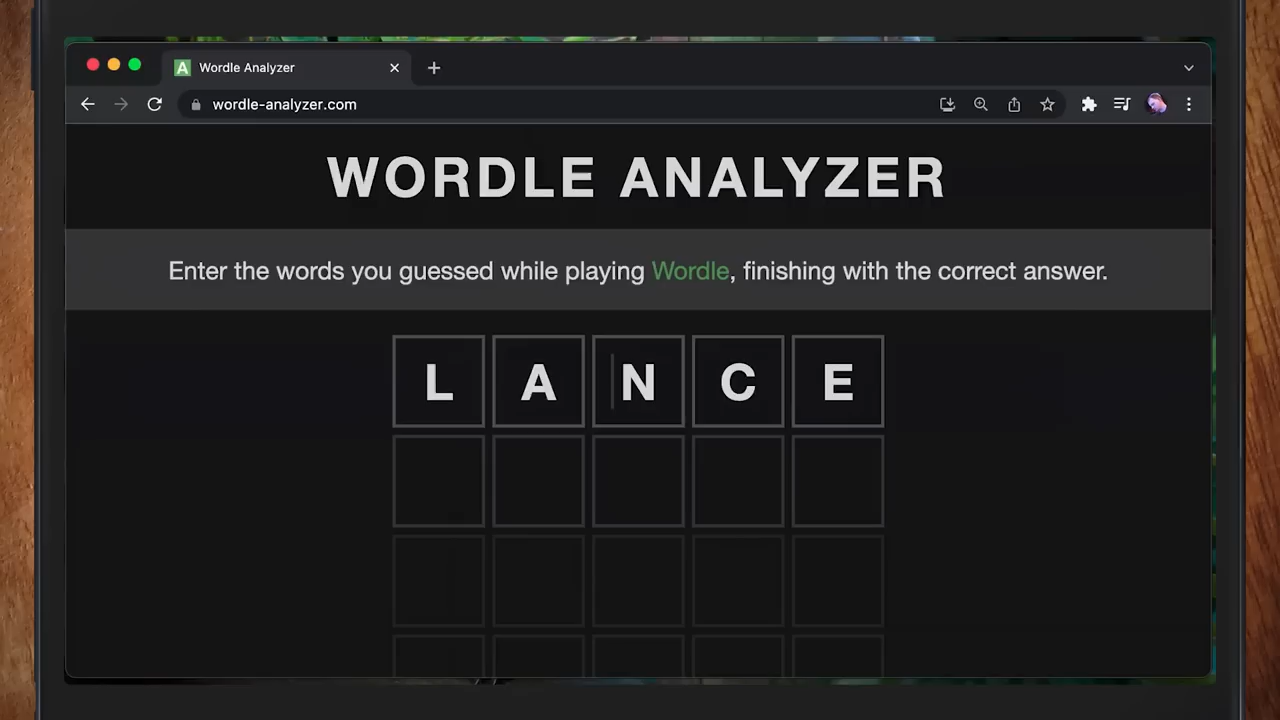 Wordle Analyzer
wordle-analyzer.com
WORDLE ANALYZER
Enter the words you guessed while playing Wordle, finishing with the correct answer.
L A N C E